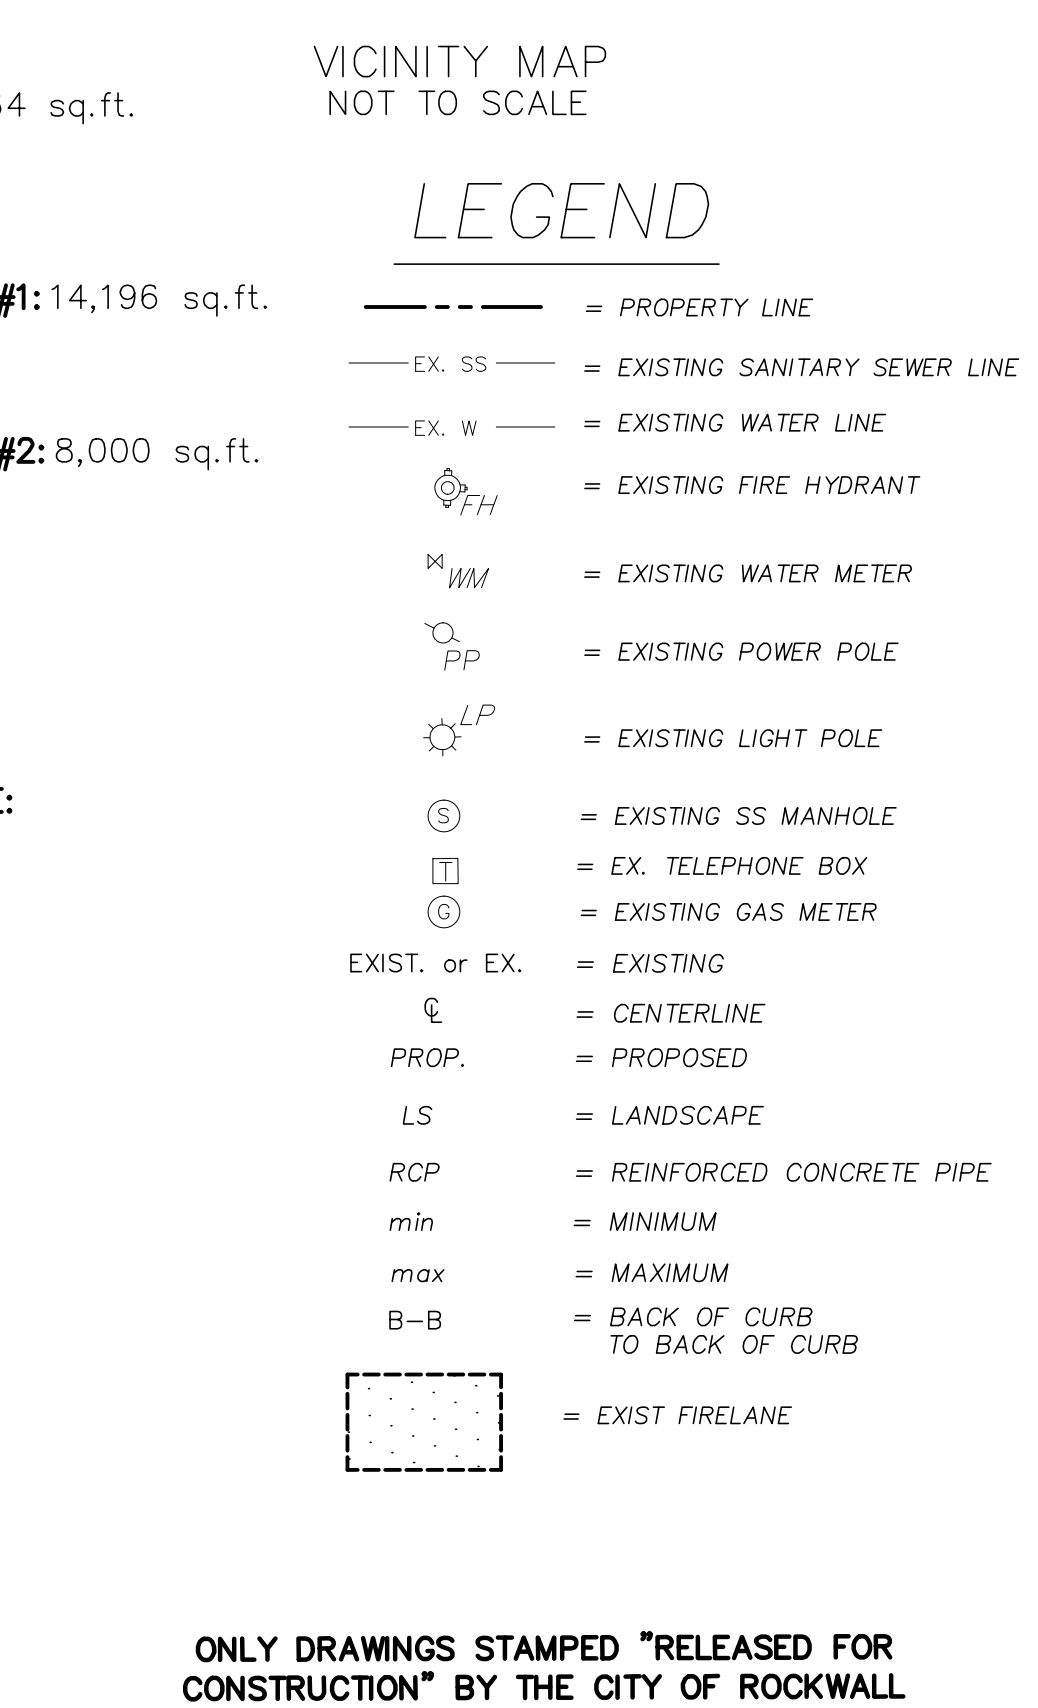 VICINITY MAP
NOT TO SCALE
sq.ft.
LEGEND
#1: 14,196 sq.ft.
= PROPERTY LINE
EX. SS = EXISTING SANITARY SEWER LINE
EX. W = EXISTING WATER LINE
#2: 8,000 sq.ft.
FH = EXISTING FIRE HYDRANT
WM = EXISTING WATER METER
PP = EXISTING POWER POLE
LP = EXISTING LIGHT POLE
S = EXISTING SS MANHOLE
T = EX. TELEPHONE BOX
G = EXISTING GAS METER
EXIST. or EX. = EXISTING
℄ = CENTERLINE
PROP. = PROPOSED
LS = LANDSCAPE
RCP = REINFORCED CONCRETE PIPE
min = MINIMUM
max = MAXIMUM
B-B = BACK OF CURB
TO BACK OF CURB
= EXIST FIRELANE
ONLY DRAWINGS STAMPED "RELEASED FOR
CONSTRUCTION" BY THE CITY OF ROCKWALL